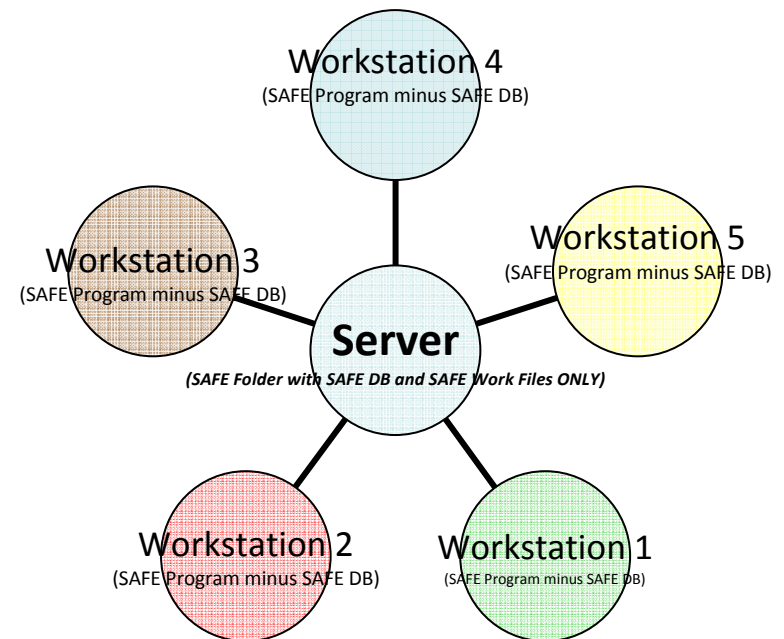 Workstation 4
(SAFE Program minus SAFE DB)
Workstation 3
(SAFE Program minus SAFE DB)
Workstation 5
(SAFE Program minus SAFE DB)
Server
(SAFE Folder with SAFE DB and SAFE Work Files ONLY)
Workstation 2
(SAFE Program minus SAFE DB)
Workstation 1
(SAFE Program minus SAFE DB)